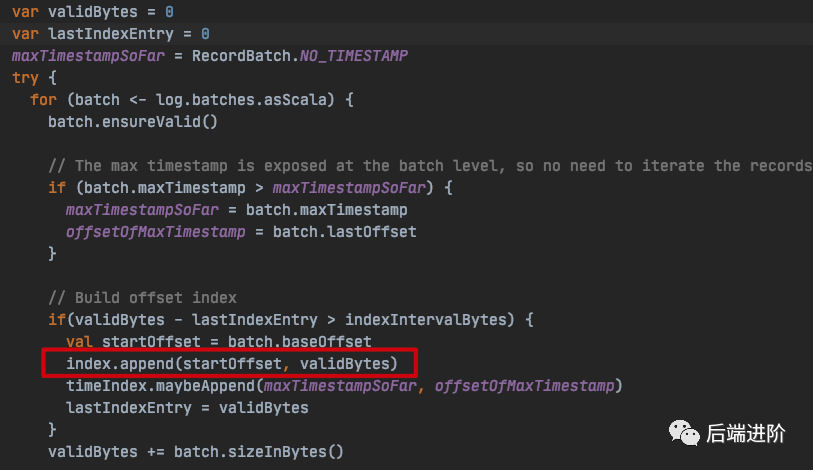 var validBytes = 0
var lastIndexEntry = 0
maxTimestampSoFar = RecordBatch.NO_TIMESTAMP
try {
  for (batch <- log.batches.asScala) {
    batch.ensureValid()

    // The max timestamp is exposed at the batch level, so no need to iterate the records
    if (batch.maxTimestamp > maxTimestampSoFar) {
      maxTimestampSoFar = batch.maxTimestamp
      offsetOfMaxTimestamp = batch.lastOffset
    }

    // Build offset index
    if(validBytes - lastIndexEntry > indexIntervalBytes) {
      val startOffset = batch.baseOffset
      index.append(startOffset, validBytes)
      timeIndex.maybeAppend(maxTimestampSoFar, offsetOfMaxTimestamp)
      lastIndexEntry = validBytes
    }
    validBytes += batch.sizeInBytes()
后端进阶